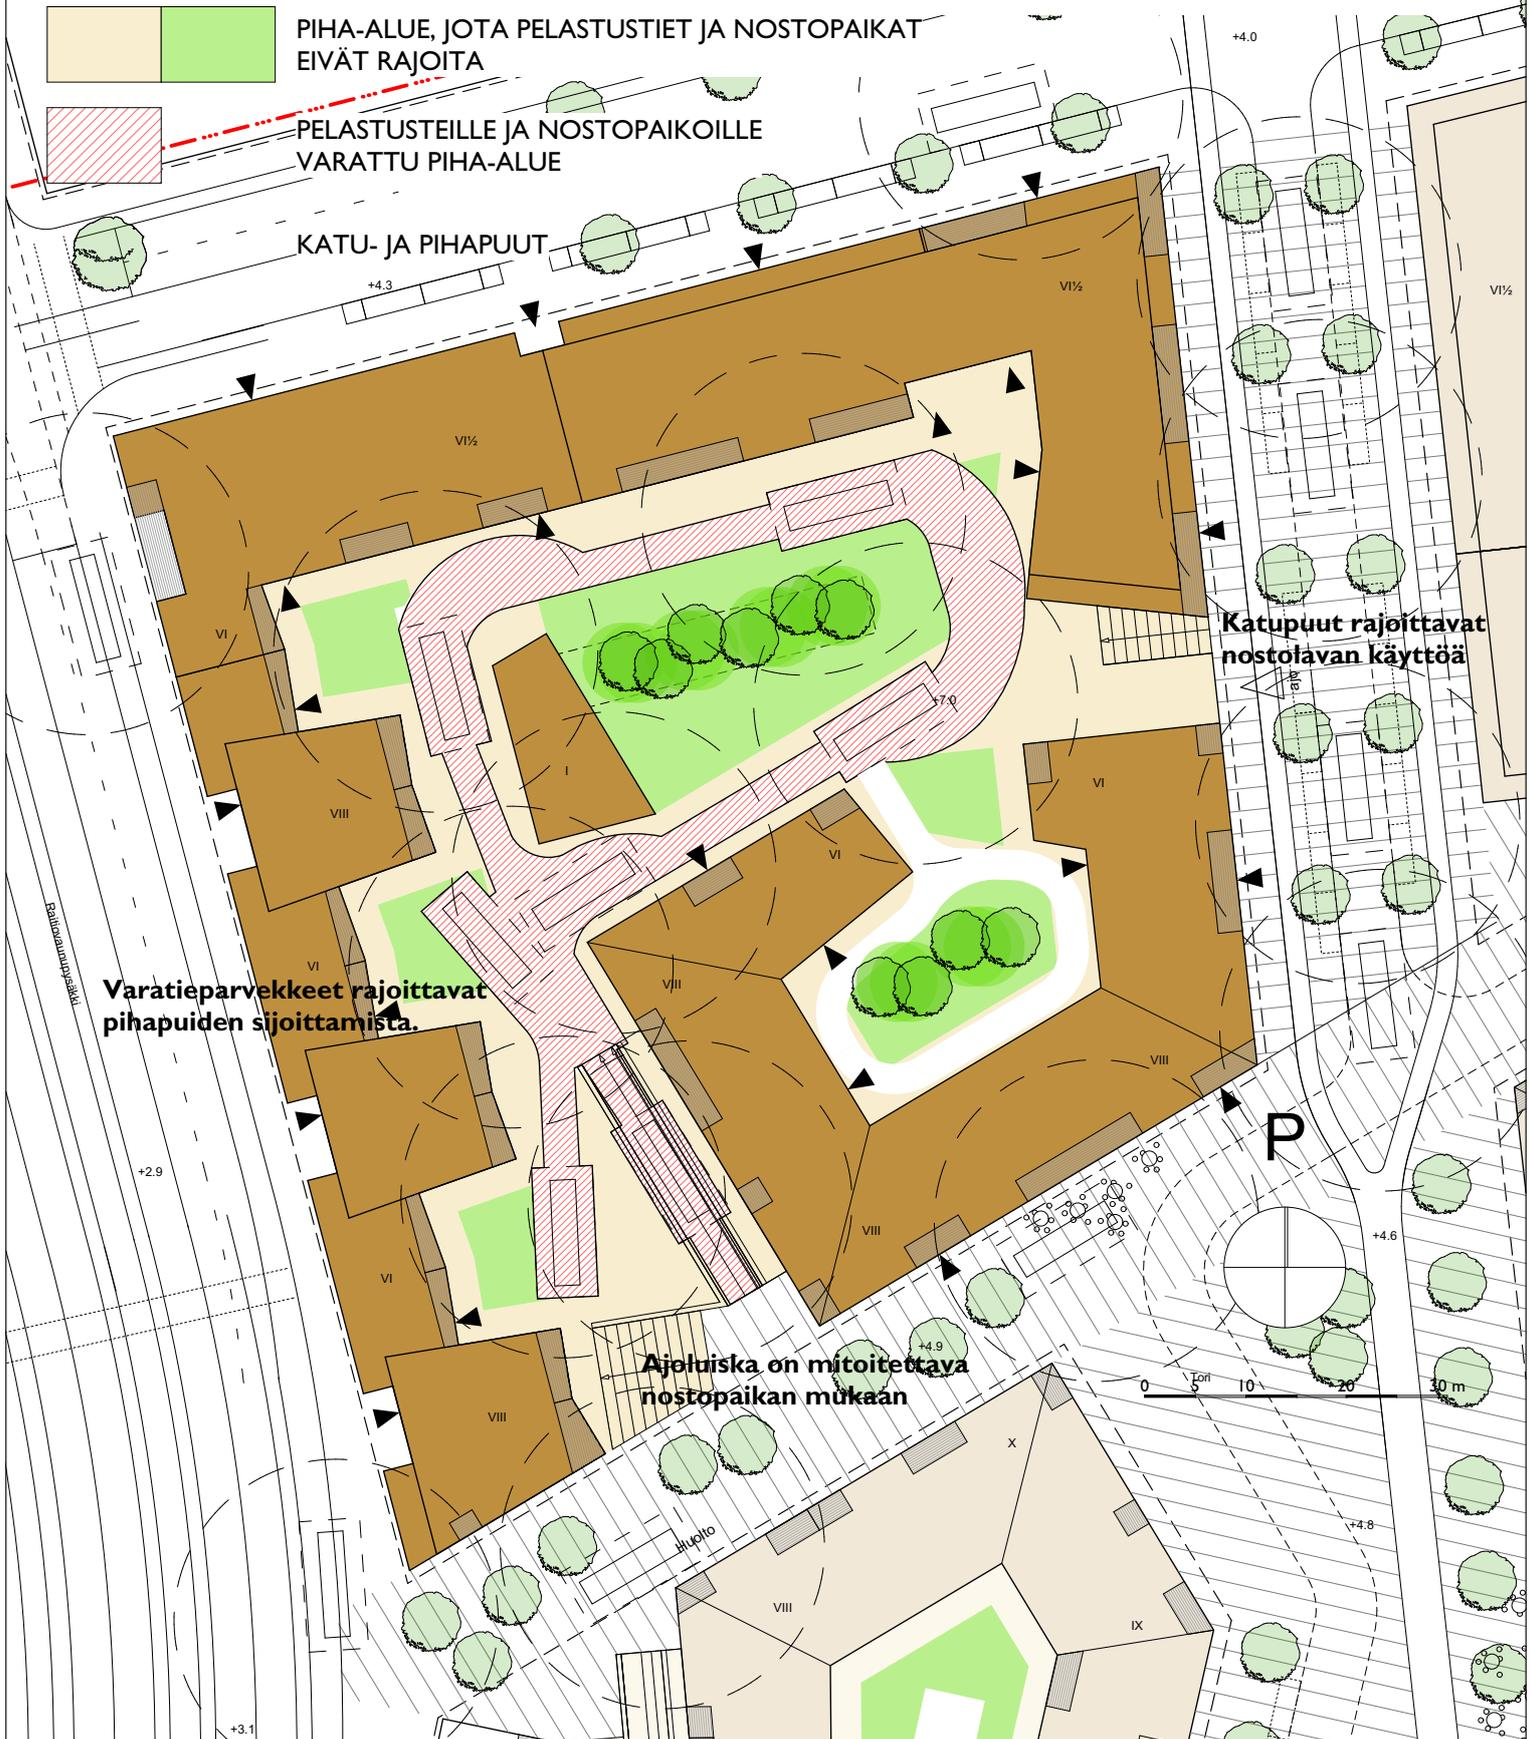 PIHA-ALUE, JOTA PELASTUSTIET JA NOSTOPAIKAT
EIVÄT RAJOITA
+4.0
PELASTUSTEILLE JA NOSTOPAIKOILLE
VARATTU PIHA-ALUE
KATU- JA PIHAPUUT
+4.3
VI½
VI½
VI½
VI
Katupuut rajoittavat
nostolavan käyttöä
+7.0
I
VIII
VI
VI
VI
VIII
Raitiovaunupysäkki
Varatieparvekkeet rajoittavat
pihapuiden sijoittamista.
VIII
P
+2.9
VIII
+4.6
VI
Ajoluiska on mitoitettava
nostopaikan mukaan
+4.9
Tori
0 5 10 20 30 m
VIII
X
+4.8
Huolto
VIII
IX
+3.1